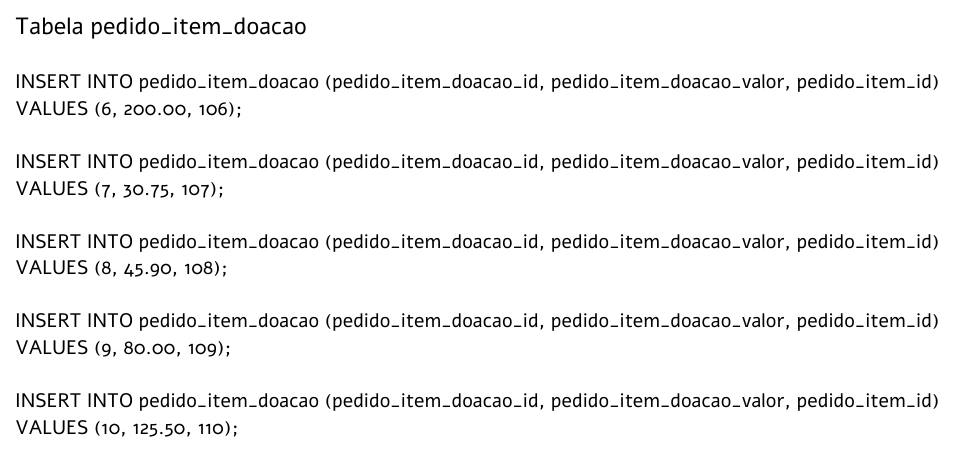 Tabela pedido_item_doacao
INSERT INTO pedido_item_doacao (pedido_item_doacao_id, pedido_item_doacao_valor, pedido_item_id)
VALUES (6, 200.00, 106);
INSERT INTO pedido_item_doacao (pedido_item_doacao_id, pedido_item_doacao_valor, pedido_item_id)
VALUES (7, 30.75, 107);
INSERT INTO pedido_item_doacao (pedido_item_doacao_id, pedido_item_doacao_valor, pedido_item_id)
VALUES (8, 45.90, 108);
INSERT INTO pedido_item_doacao (pedido_item_doacao_id, pedido_item_doacao_valor, pedido_item_id)
VALUES (9, 80.00, 109);
INSERT INTO pedido_item_doacao (pedido_item_doacao_id, pedido_item_doacao_valor, pedido_item_id)
VALUES (10, 125.50, 110);